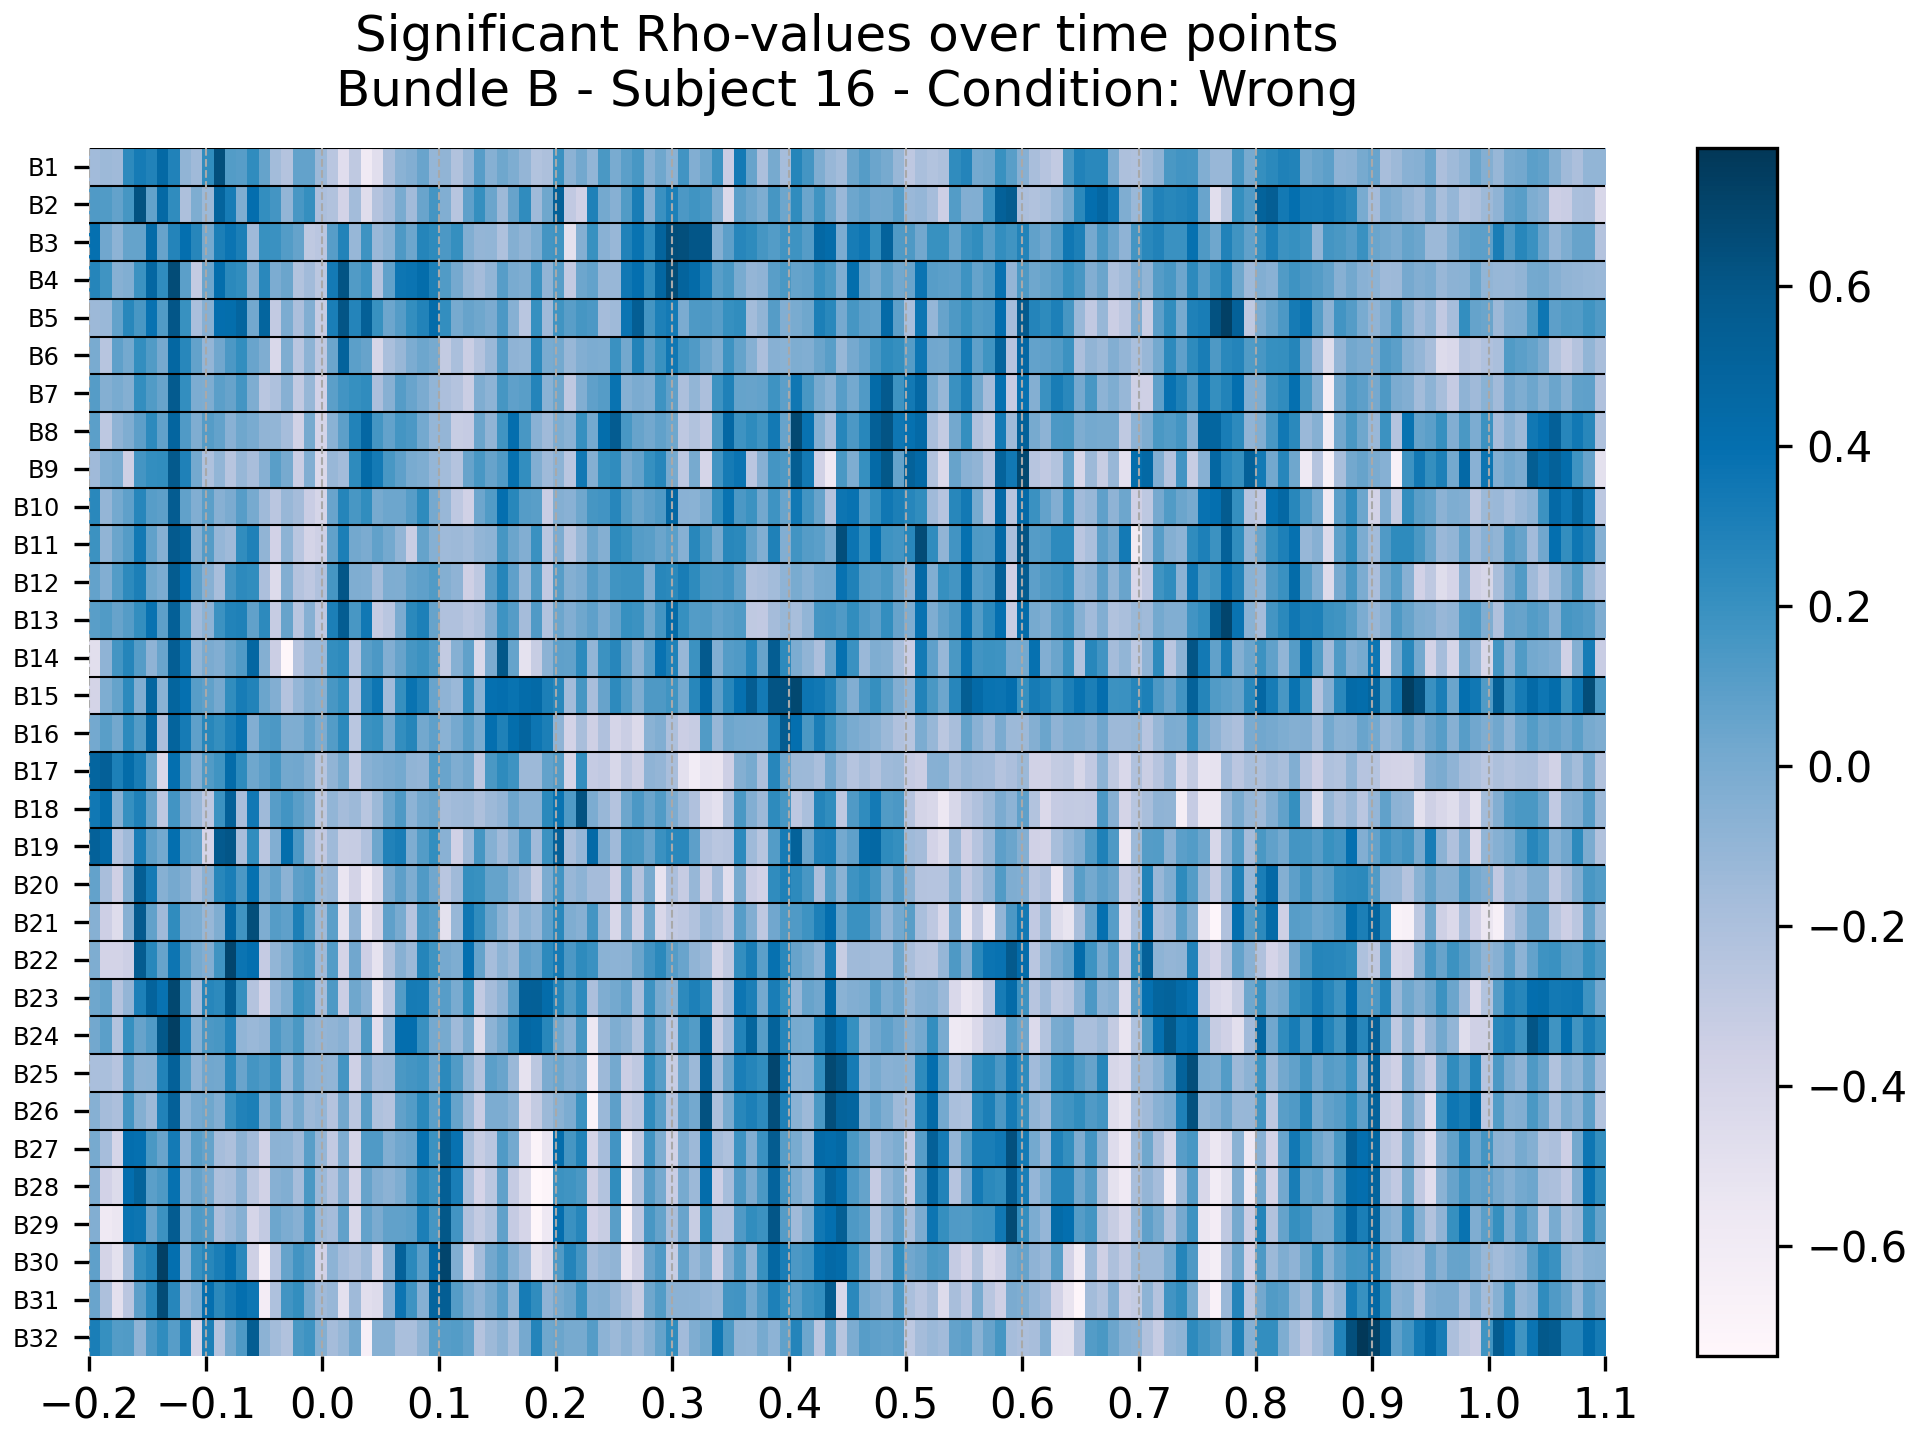 Significant Rho-values over time points
Bundle B - Subject 16 - Condition: Wrong
B1
B2
B3
B4
B5
B6
B7
B8
B9
B10
B11
B12
B13
B14
B15
B16
B17
B18
B19
B20
B21
B22
B23
B24
B25
B26
B27
B28
B29
B30
B31
B32
−0.2 −0.1 0.0 0.1 0.2 0.3 0.4 0.5 0.6 0.7 0.8 0.9 1.0 1.1
0.6
0.4
0.2
0.0
−0.2
−0.4
−0.6